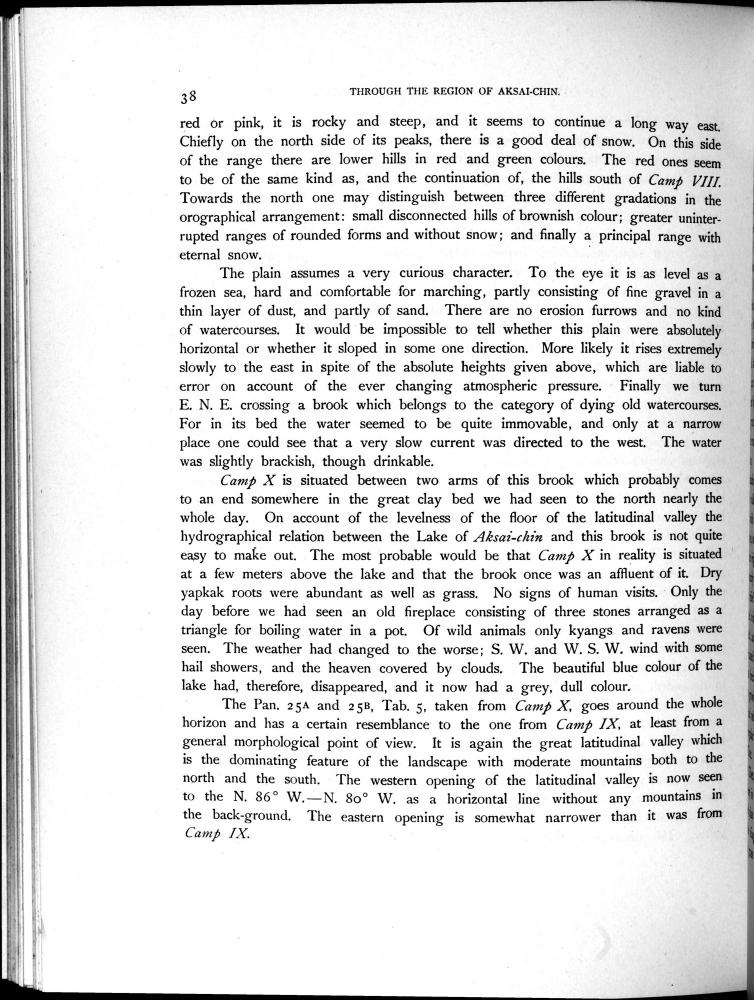 38
THROUGH THE REGION OF AKSAI-CHIN.
red or pink, it is rocky and steep, and it seems to continue a long way east.
Chiefly on the north side of its peaks, there is a good deal of snow. On this side
of the range there are lower hills in red and green colours. The red ones seem
to be of the same kind as, and the continuation of, the hills south of Camp VIII.
Towards the north one may distinguish between three different gradations in the
orographical arrangement: small disconnected hills of brownish colour; greater uninter-
rupted ranges of rounded forms and without snow; and finally a principal range with
eternal snow.
The plain assumes a very curious character. To the eye it is as level as a
frozen sea, hard and comfortable for marching, partly consisting of fine gravel in a
thin layer of dust, and partly of sand. There are no erosion furrows and no kind
of watercourses. It would be impossible to tell whether this plain were absolutely
horizontal or whether it sloped in some one direction. More likely it rises extremely
slowly to the east in spite of the absolute heights given above, which are liable to
error on account of the ever changing atmospheric pressure. Finally we turn
E. N. E. crossing a brook which belongs to the category of dying old watercourses.
For in its bed the water seemed to be quite immovable, and only at a narrow
place one could see that a very slow current was directed to the west. The water
was slightly brackish, though drinkable.
Camp X is situated between two arms of this brook which probably comes
to an end somewhere in the great clay bed we had seen to the north nearly the
whole day. On account of the levelness of the floor of the latitudinal valley the
hydrographical relation between the Lake of Aksai-chin and this brook is not quite
easy to make out. The most probable would be that Camp X in reality is situated
at a few meters above the lake and that the brook once was an affluent of it. Dry
yapkak roots were abundant as well as grass. No signs of human visits. Only the
day before we had seen an old fireplace consisting of three stones arranged as a
triangle for boiling water in a pot. Of wild animals only kyangs and ravens were
seen. The weather had changed to the worse; S. W. and W. S. W. wind with some
hail showers, and the heaven covered by clouds. The beautiful blue colour of the
lake had, therefore, disappeared, and it now had a grey, dull colour.
The Pan. 25A and 25B, Tab. 5, taken from Camp X, goes around the whole
horizon and has a certain resemblance to the one from Camp IX, at least from a
general morphological point of view. It is again the great latitudinal valley which
is the dominating feature of the landscape with moderate mountains both to the
north and the south. The western opening of the latitudinal valley is now seen
to the N. 86° W.—N. 80° W. as a horizontal line without any mountains in
the back-ground. The eastern opening is somewhat narrower than it was from
Camp IX.